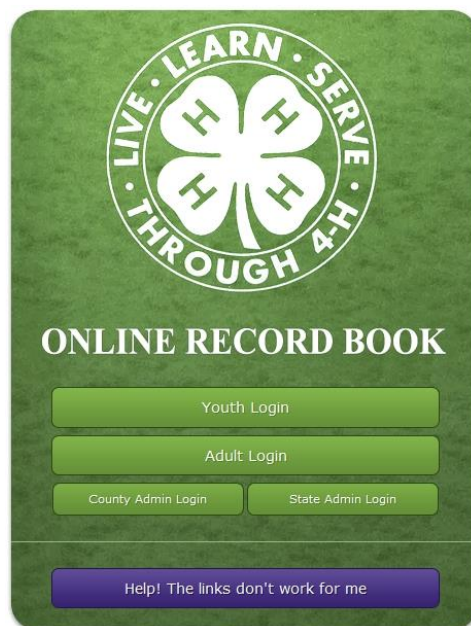 LIVE · LEARN · SERVE ·
THROUGH 4-H
H H
H H
ONLINE RECORD BOOK
Youth Login
Adult Login
County Admin Login State Admin Login
Help! The links don't work for me